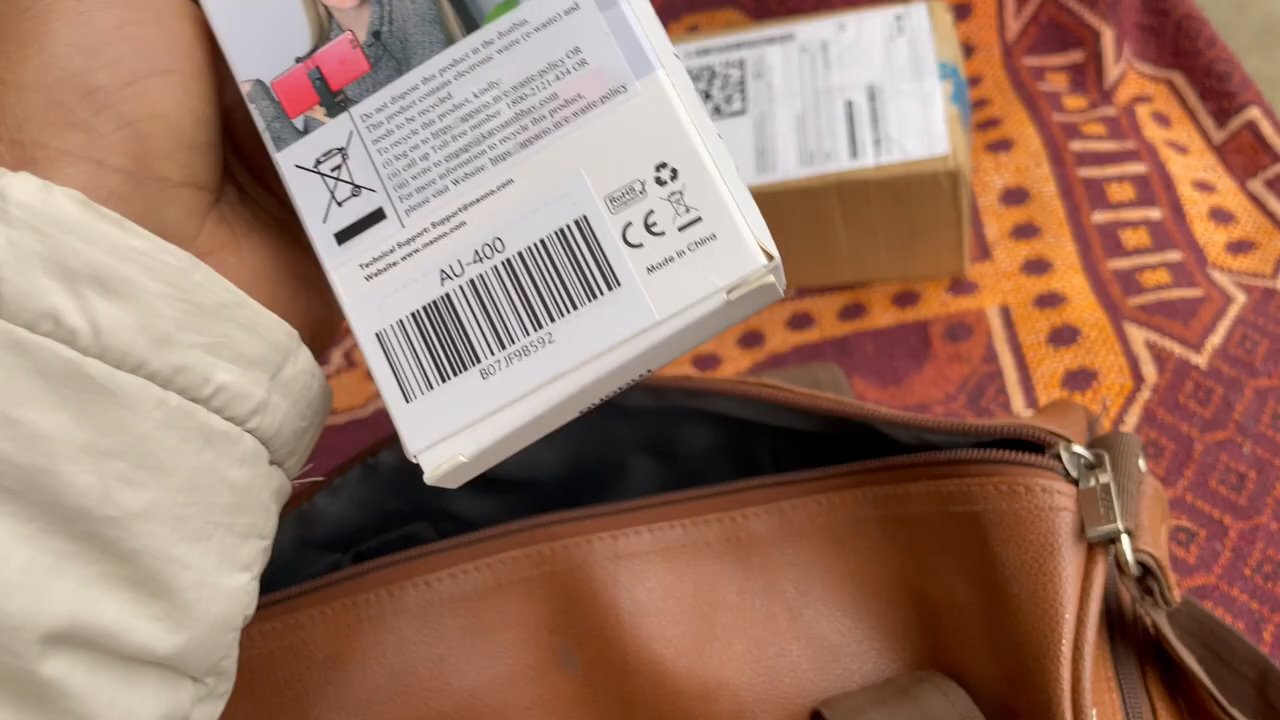 Do not dispose this product in the dustbin.
This product contains electronic waste (e-waste) and
needs to be recycled.
To recycle this product, kindly:
(i) log on to https://apparo.in/e-waste-policy OR
(ii) call up Toll-free number 1800-2121-434 OR
(iii) write to engage@karosambhav.com
For more information to recycle this product,
please visit Website: https://apparo.in/e-waste-policy
Technical Support: Support@maono.com
Website: www.maono.com
RoHS
CE
Made in China
AU-400
B07JF9B592